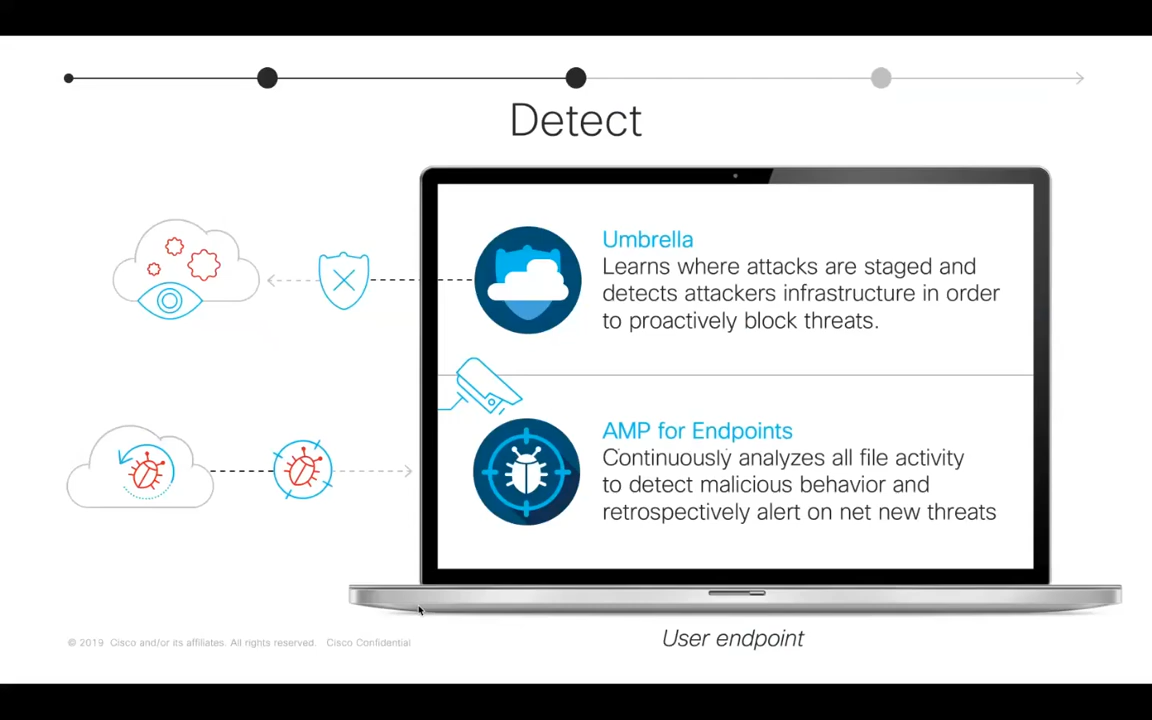 Detect
Umbrella
Learns where attacks are staged and
detects attackers infrastructure in order
to proactively block threats.
AMP for Endpoints
Continuously analyzes all file activity
to detect malicious behavior and
retrospectively alert on net new threats
User endpoint
© 2019 Cisco and/or its affiliates. All rights reserved. Cisco Confidential